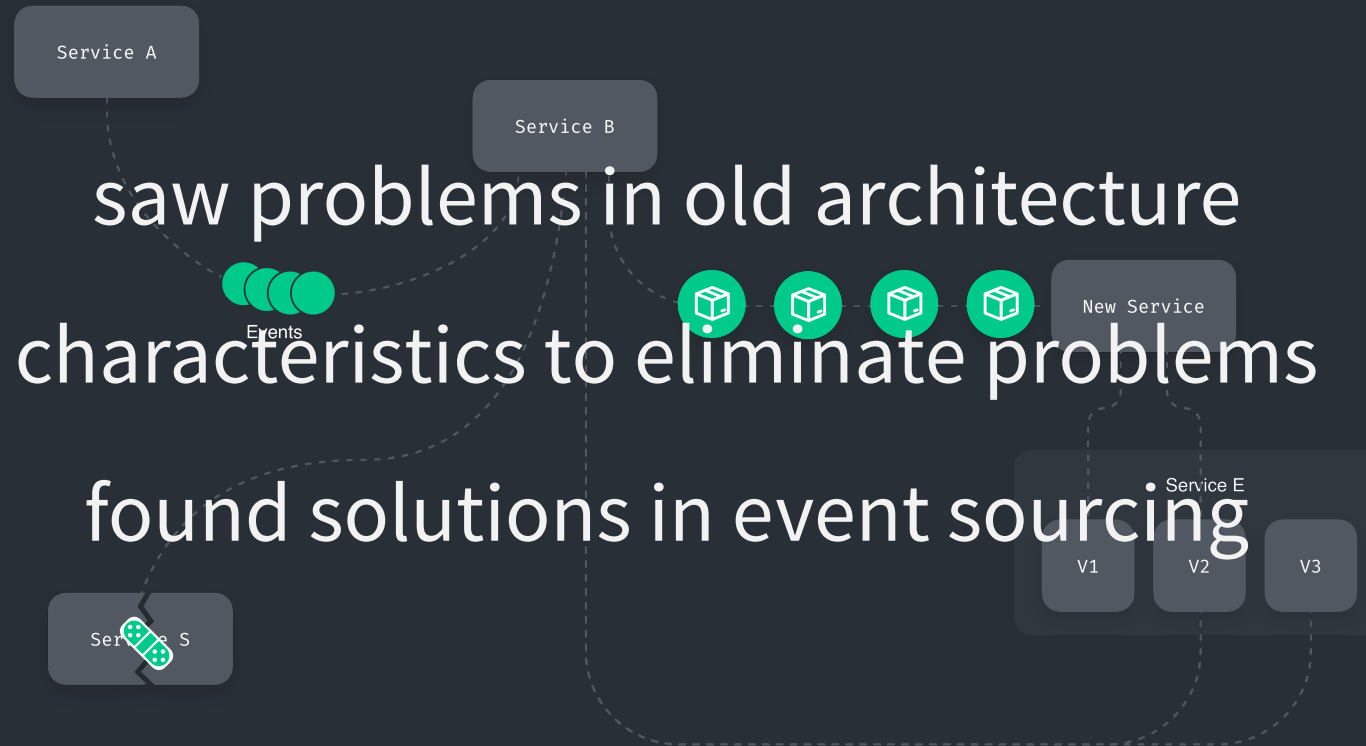 Service A
Service B
saw problems in old architecture
New Service
Events
characteristics to eliminate problems
Service E
found solutions in event sourcing
V1
V2
V3
S